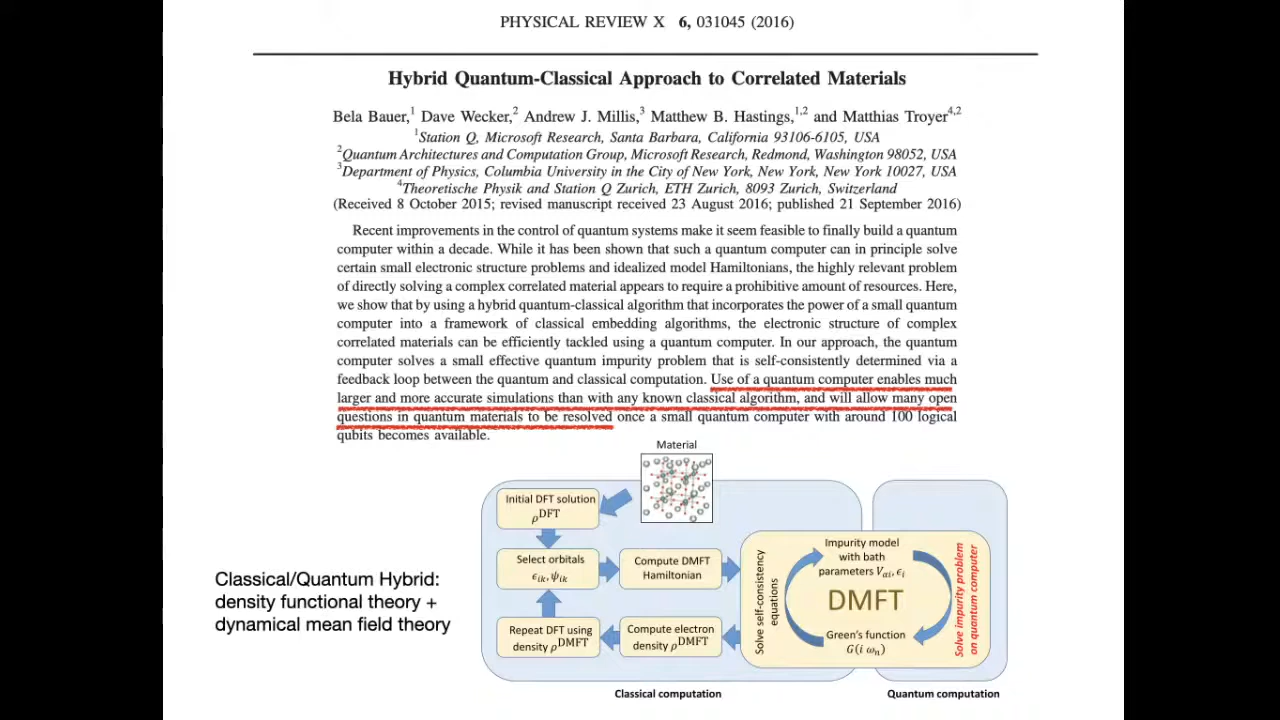 PHYSICAL REVIEW X 6, 031045 (2016)
Hybrid Quantum-Classical Approach to Correlated Materials
Bela Bauer,1 Dave Wecker,2 Andrew J. Millis,3 Matthew B. Hastings,1,2 and Matthias Troyer4,2
1Station Q, Microsoft Research, Santa Barbara, California 93106-6105, USA
2Quantum Architectures and Computation Group, Microsoft Research, Redmond, Washington 98052, USA
3Department of Physics, Columbia University in the City of New York, New York, New York 10027, USA
4Theoretische Physik and Station Q Zurich, ETH Zurich, 8093 Zurich, Switzerland
(Received 8 October 2015; revised manuscript received 23 August 2016; published 21 September 2016)
Recent improvements in the control of quantum systems make it seem feasible to finally build a quantum
computer within a decade. While it has been shown that such a quantum computer can in principle solve
certain small electronic structure problems and idealized model Hamiltonians, the highly relevant problem
of directly solving a complex correlated material appears to require a prohibitive amount of resources. Here,
we show that by using a hybrid quantum-classical algorithm that incorporates the power of a small quantum
computer into a framework of classical embedding algorithms, the electronic structure of complex
correlated materials can be efficiently tackled using a quantum computer. In our approach, the quantum
computer solves a small effective quantum impurity problem that is self-consistently determined via a
feedback loop between the quantum and classical computation. Use of a quantum computer enables much
larger and more accurate simulations than with any known classical algorithm, and will allow many open
questions in quantum materials to be resolved once a small quantum computer with around 100 logical
qubits becomes available.
Material
Initial DFT solution
ρDFT
Select orbitals
ϵik, ψik
Compute DMFT
Hamiltonian
Repeat DFT using
density ρDMFT
Compute electron
density ρDMFT
Solve self-consistency
equations
Impurity model
with bath
parameters Vαi, ϵi
DMFT
Green's function
G(i ωn)
Solve impurity problem
on quantum computer
Classical computation
Quantum computation
Classical/Quantum Hybrid:
density functional theory +
dynamical mean field theory